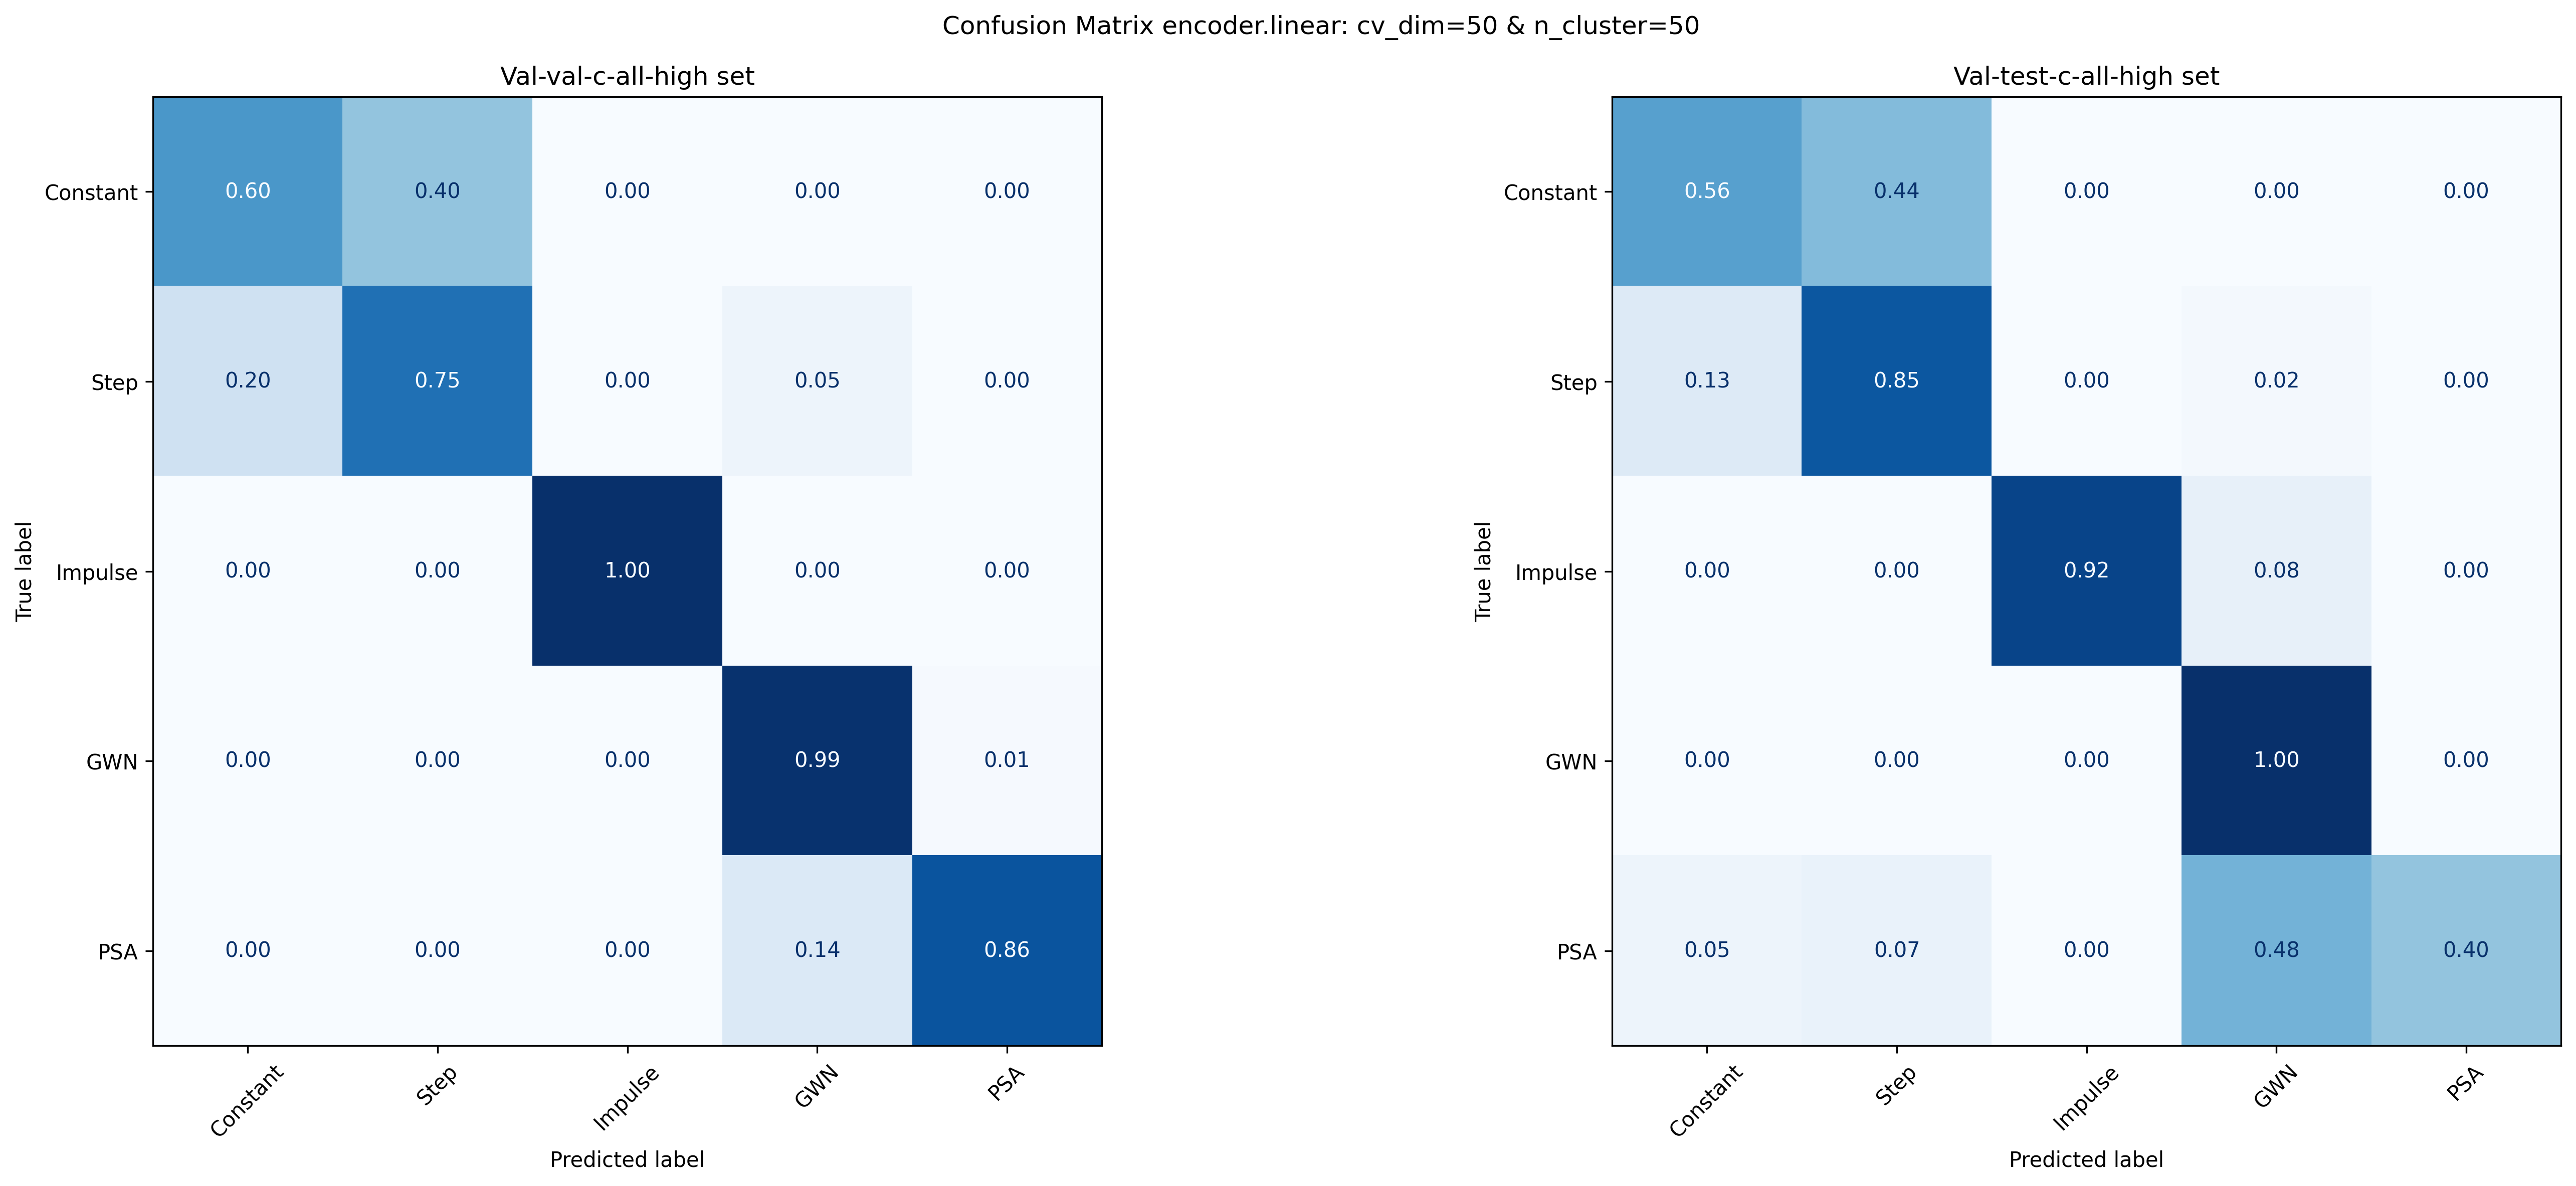 Confusion Matrix encoder.linear: cv_dim=50 & n_cluster=50
Val-val-c-all-high set
True label
Constant 0.60 0.40 0.00 0.00 0.00
Step 0.20 0.75 0.00 0.05 0.00
Impulse 0.00 0.00 1.00 0.00 0.00
GWN 0.00 0.00 0.00 0.99 0.01
PSA 0.00 0.00 0.00 0.14 0.86
Constant Step Impulse GWN PSA
Predicted label
Val-test-c-all-high set
True label
Constant 0.56 0.44 0.00 0.00 0.00
Step 0.13 0.85 0.00 0.02 0.00
Impulse 0.00 0.00 0.92 0.08 0.00
GWN 0.00 0.00 0.00 1.00 0.00
PSA 0.05 0.07 0.00 0.48 0.40
Constant Step Impulse GWN PSA
Predicted label